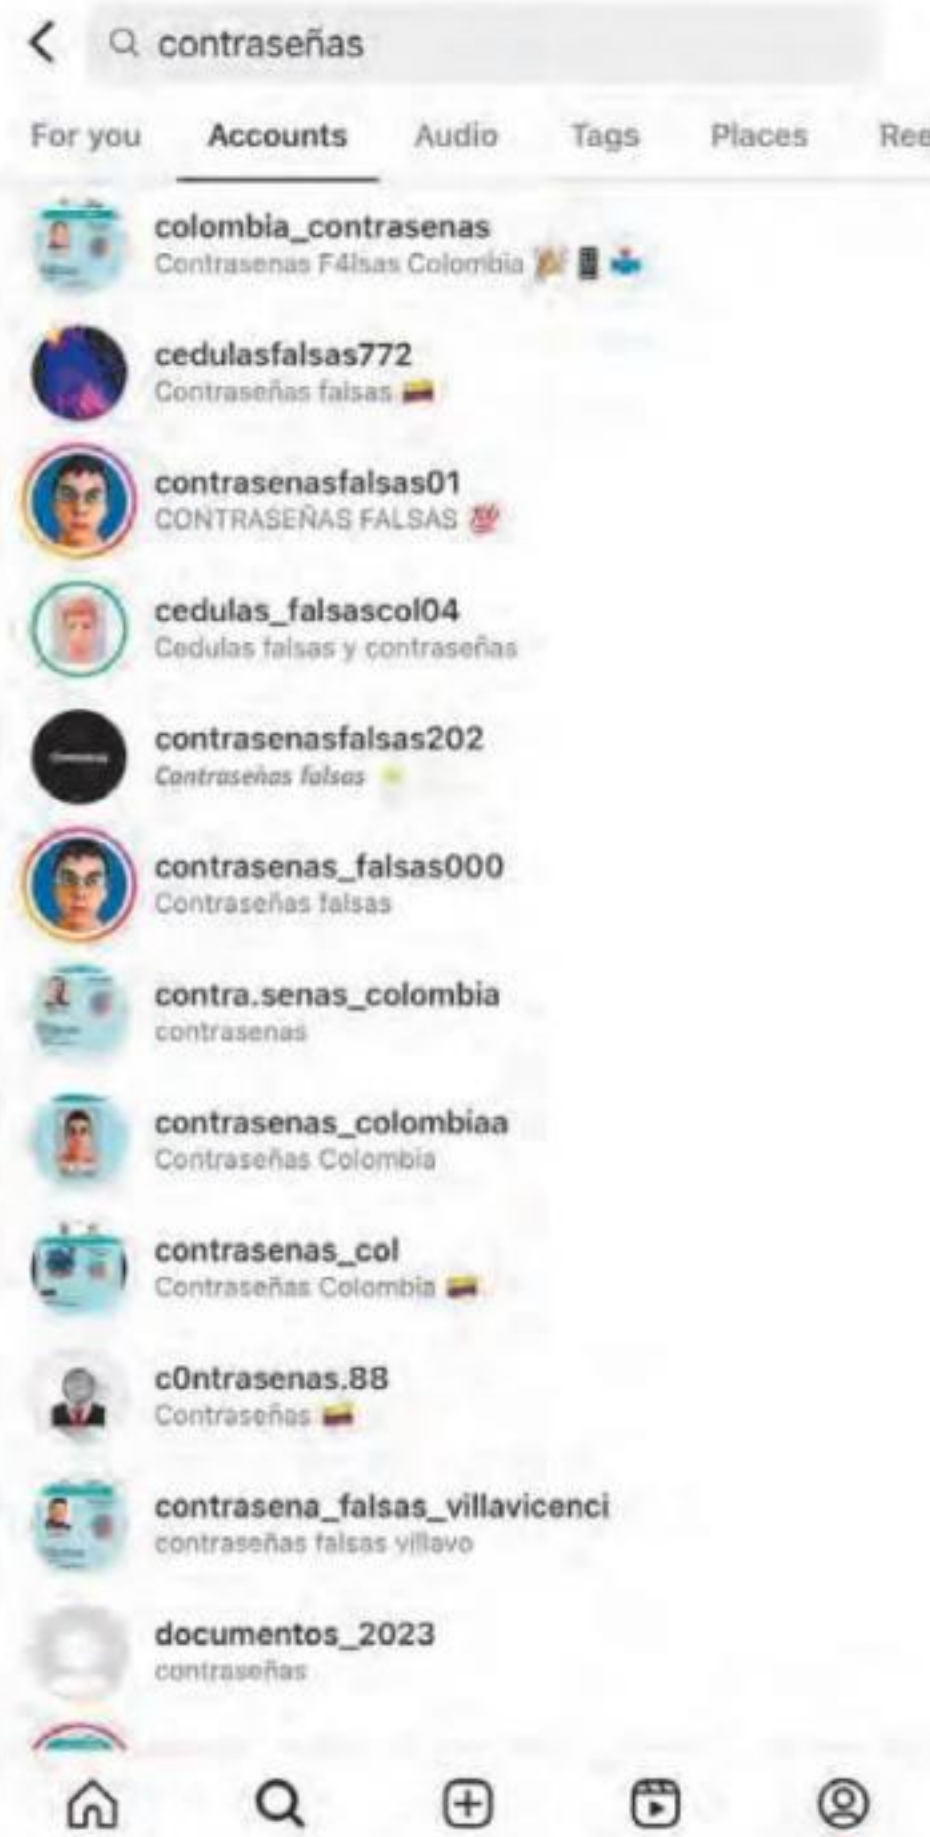 contraseñas
For you Accounts Audio Tags Places Ree
colombia_contrasenas
Contrasenas F4lsas Colombia
cedulasfalsas772
Contraseñas falsas
contrasenasfalsas01
CONTRASEÑAS FALSAS 💯
cedulas_falsascol04
Cedulas falsas y contraseñas
contrasenasfalsas202
Contraseñas falsas
contrasenas_falsas000
Contraseñas falsas
contra.senas_colombia
contrasenas
contrasenas_colombiaa
Contraseñas Colombia
contrasenas_col
Contraseñas Colombia
c0ntrasenas.88
Contraseñas
contrasena_falsas_villavicenci
contraseñas falsas villavo
documentos_2023
contraseñas